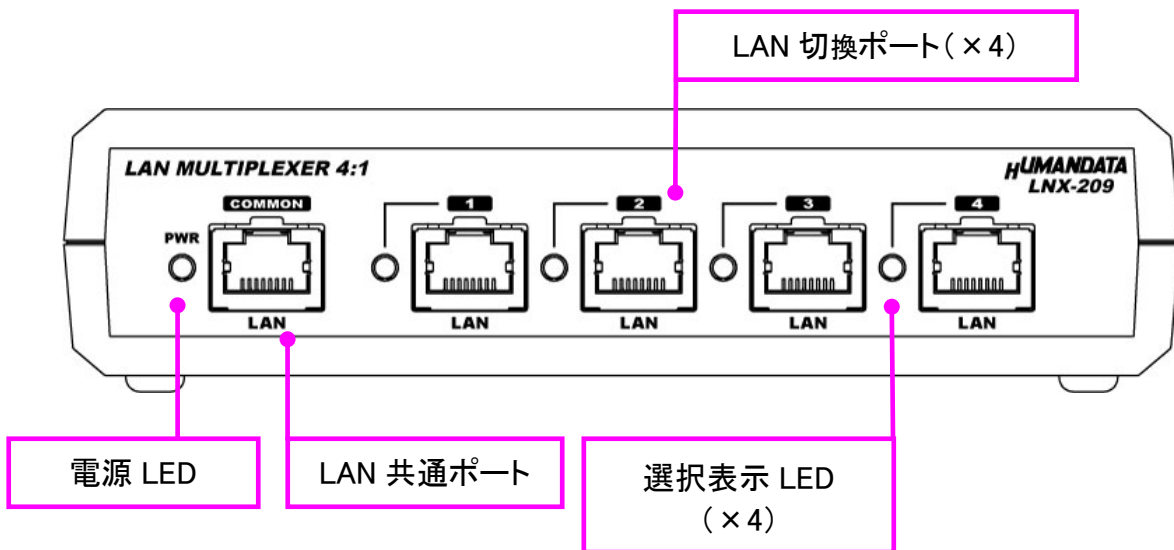 LAN 切換ポート(×4)
LAN MULTIPLEXER 4:1
HUMANDATA
LNX-209
COMMON
1
2
3
4
PWR
LAN
LAN
LAN
LAN
LAN
電源 LED
LAN 共通ポート
選択表示 LED
(×4)